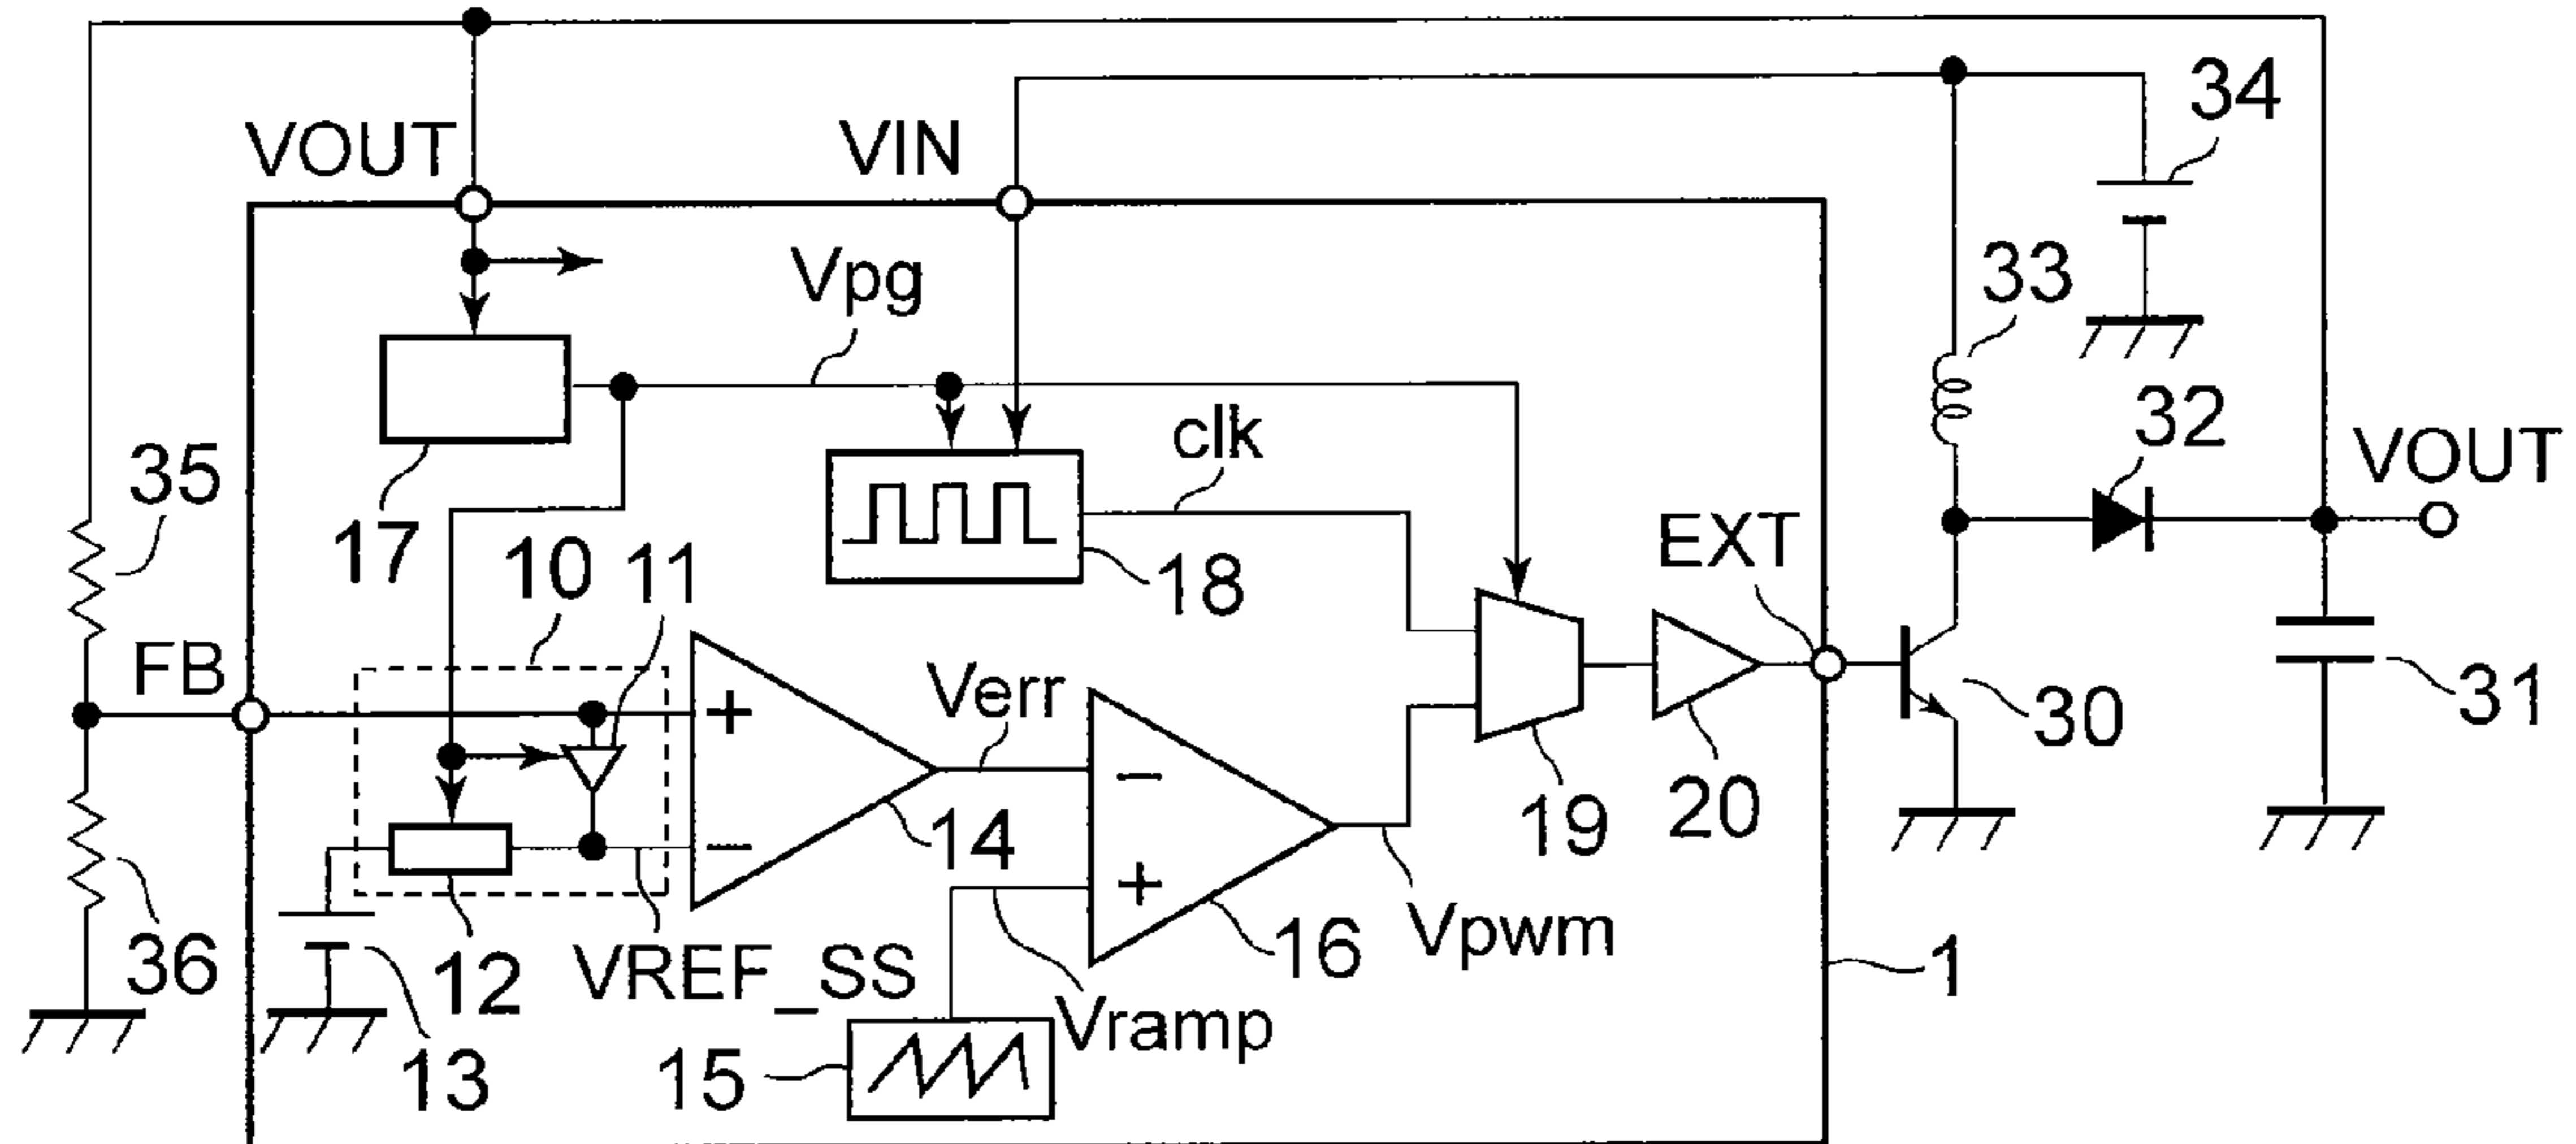 34
VOUT
VIN
33
Vpg
32
clk
VOUT
35
17
10
11
18
EXT
FB
+
Verr
30
31
−
19
20
14
−
+
36
12
VREF_SS
16
Vpwm
1
13
15
Vramp